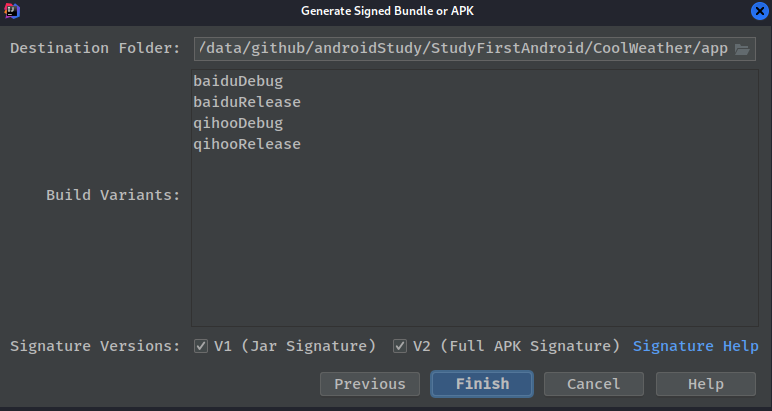 Generate Signed Bundle or APK
Destination Folder: /data/github/androidStudy/StudyFirstAndroid/CoolWeather/app
baiduDebug
baiduRelease
qihooDebug
qihooRelease
Build Variants:
Signature Versions: V1 (Jar Signature) V2 (Full APK Signature) Signature Help
Previous Finish Cancel Help